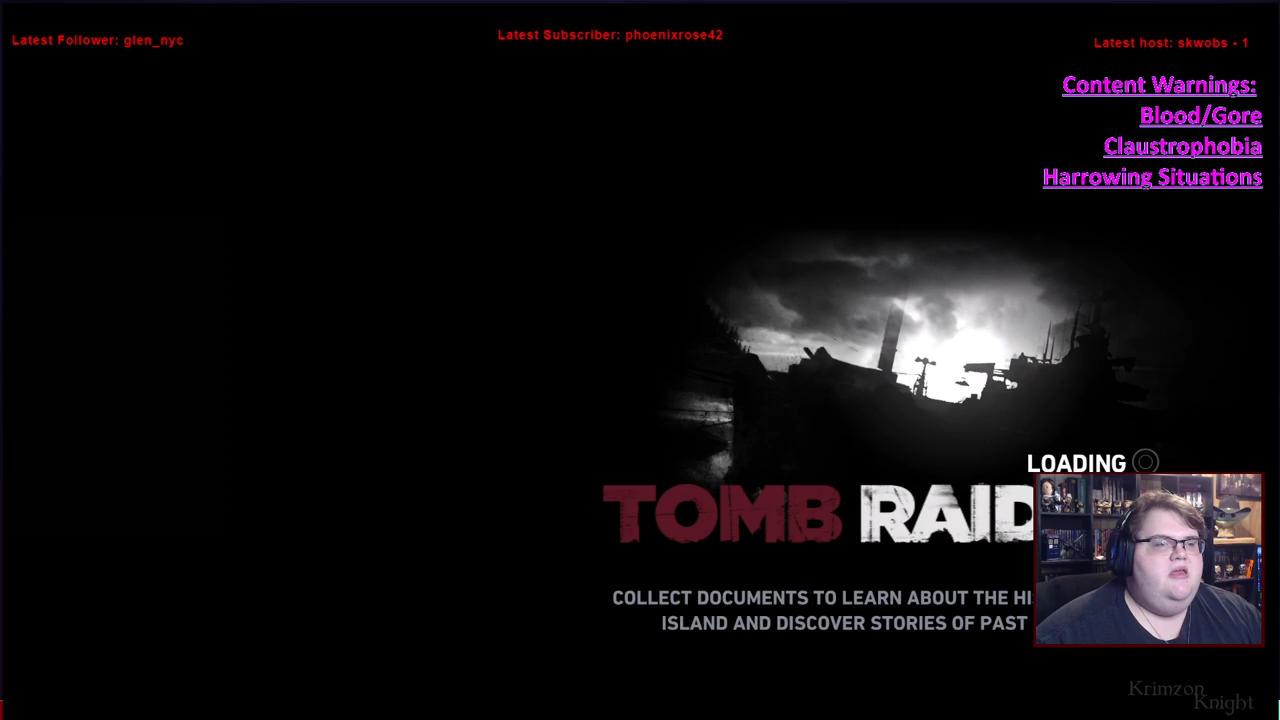 Latest Follower: glen_nyc
Latest Subscriber: phoenixrose42
Latest host: skwobs - 1
Content Warnings:
Blood/Gore
Claustrophobia
Harrowing Situations
LOADING
TOMB RAID
COLLECT DOCUMENTS TO LEARN ABOUT THE HI
ISLAND AND DISCOVER STORIES OF PAST
Krimzon
Knight